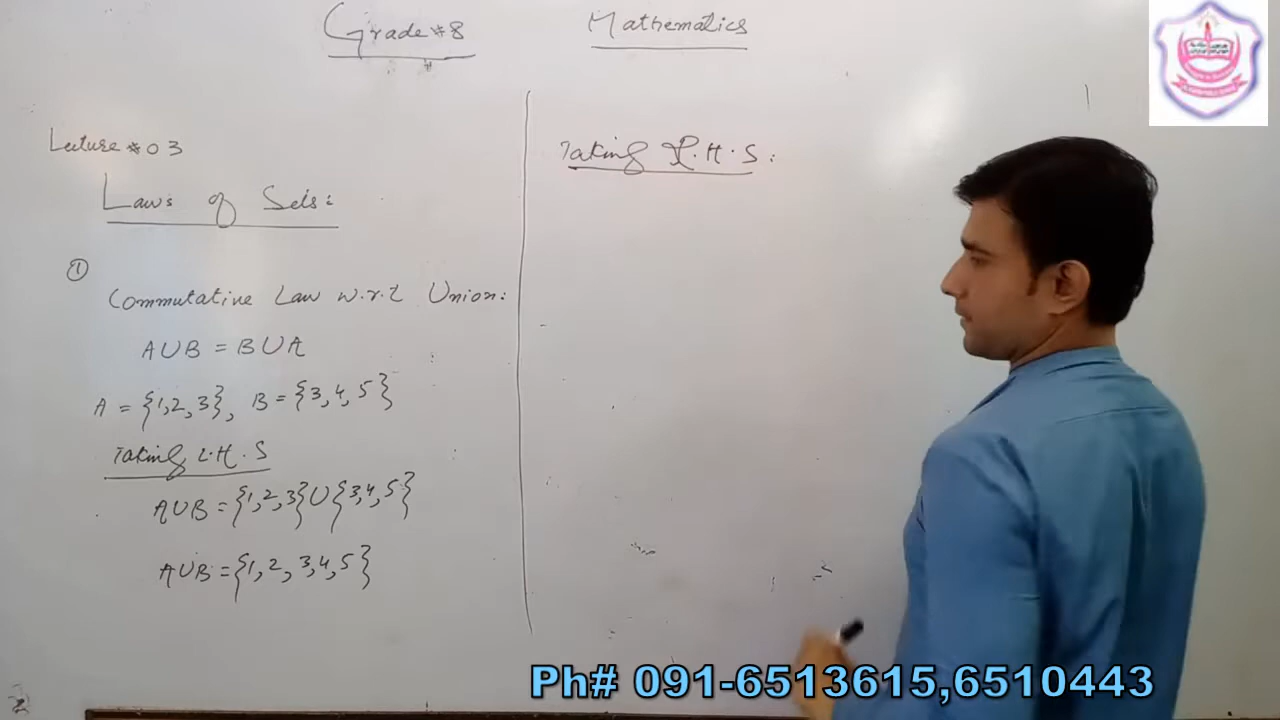 Grade#8 Mathematics
Lecture #03
Laws of Sets:
①
Commutative Law w.r.t Union:
A∪B = B∪A
A = {1,2,3}, B = {3,4,5}
Taking L.H.S
A∪B = {1,2,3}∪{3,4,5}
A∪B = {1,2,3,4,5}
Taking R.H.S:
Ph# 091-6513615,6510443